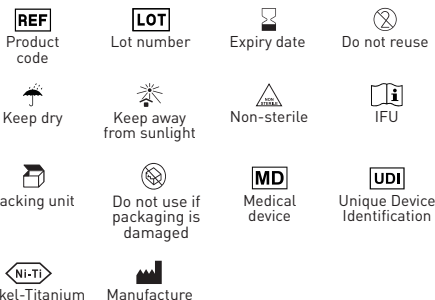 REF
LOT
Product
code
Lot number
Expiry date
Do not reuse
NON
STERILE
i
Keep dry
Keep away
from sunlight
Non-sterile
IFU
MD
UDI
acking unit
Do not use if
packaging is
damaged
Medical
device
Unique Device
Identification
Ni-Ti
kel-Titanium
Manufacture